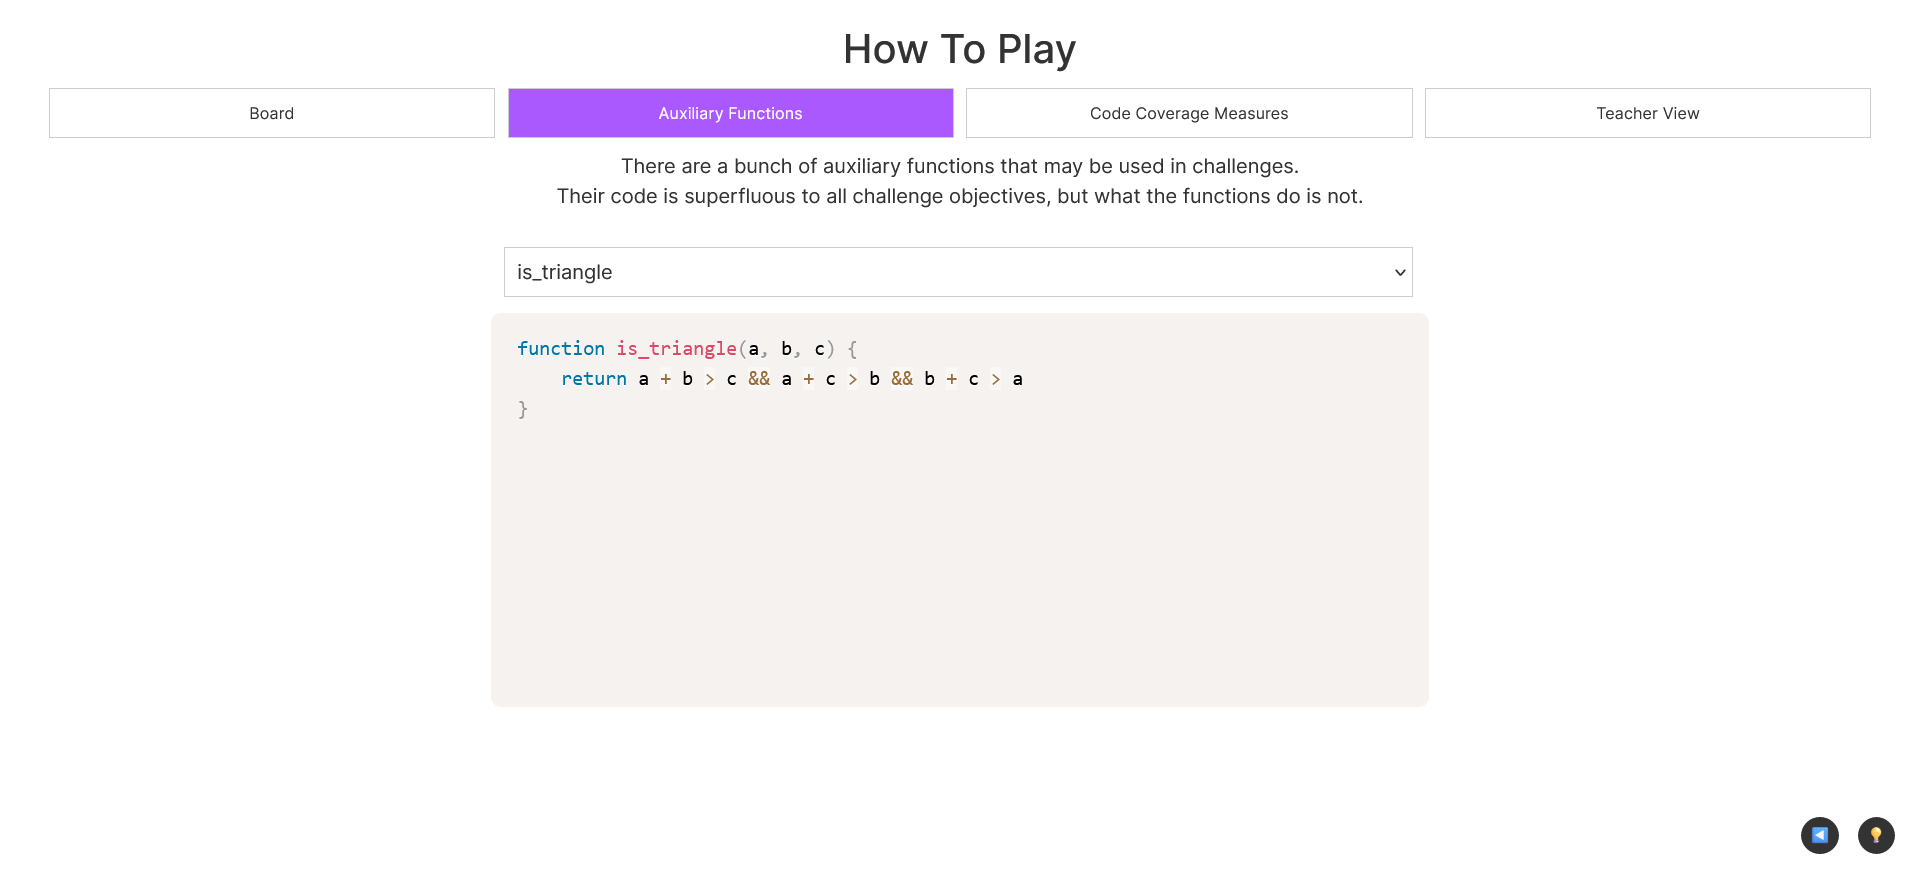 How To Play
Board
Auxiliary Functions
Code Coverage Measures
Teacher View
There are a bunch of auxiliary functions that may be used in challenges.
Their code is superfluous to all challenge objectives, but what the functions do is not.
is_triangle
function is_triangle(a, b, c) {
    return a + b > c && a + c > b && b + c > a
}